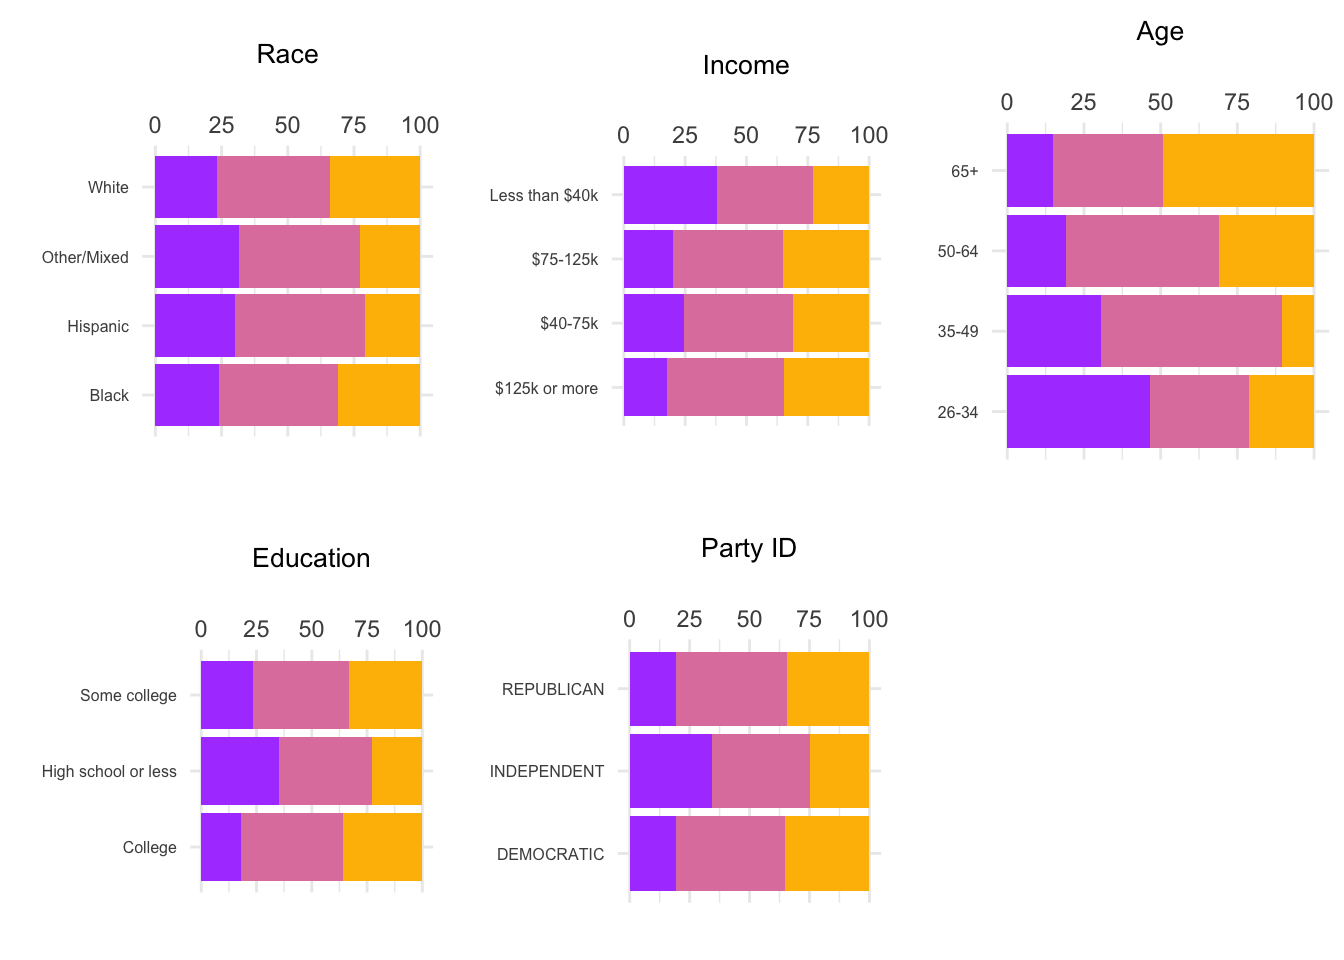 Race
0 25 50 75 100
White
Other/Mixed
Hispanic
Black
Income
0 25 50 75 100
Less than $40k
$75-125k
$40-75k
$125k or more
Age
0 25 50 75 100
65+
50-64
35-49
26-34
Education
0 25 50 75 100
Some college
High school or less
College
Party ID
0 25 50 75 100
REPUBLICAN
INDEPENDENT
DEMOCRATIC